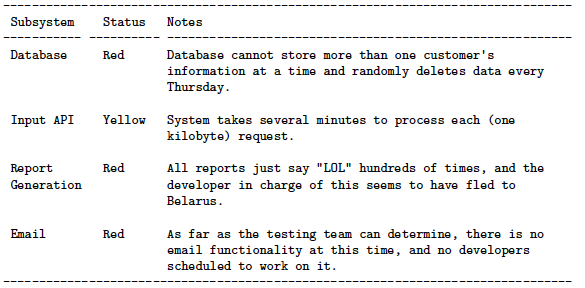 Subsystem Status Notes
Database Red Database cannot store more than one customer's
information at a time and randomly deletes data every
Thursday.
Input API Yellow System takes several minutes to process each (one
kilobyte) request.
Report Red All reports just say "LOL" hundreds of times, and the
Generation developer in charge of this seems to have fled to
Belarus.
Email Red As far as the testing team can determine, there is no
email functionality at this time, and no developers
scheduled to work on it.